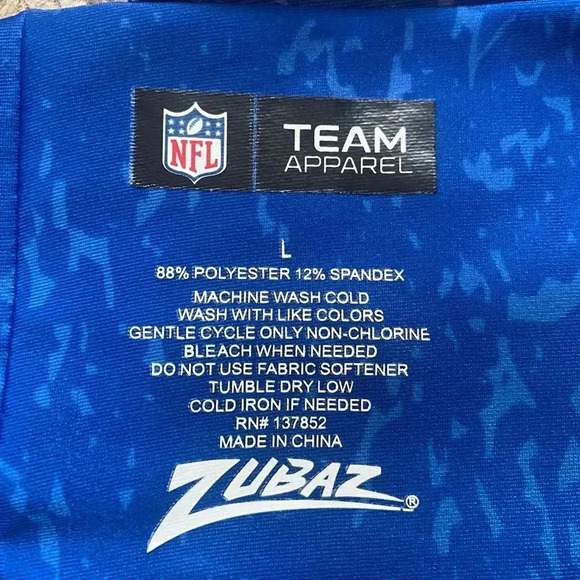 NFL
TEAM
APPAREL
L
88% POLYESTER 12% SPANDEX
MACHINE WASH COLD
WASH WITH LIKE COLORS
GENTLE CYCLE ONLY NON-CHLORINE
BLEACH WHEN NEEDED
DO NOT USE FABRIC SOFTENER
TUMBLE DRY LOW
COLD IRON IF NEEDED
RN# 137852
MADE IN CHINA
ZUBAZ®